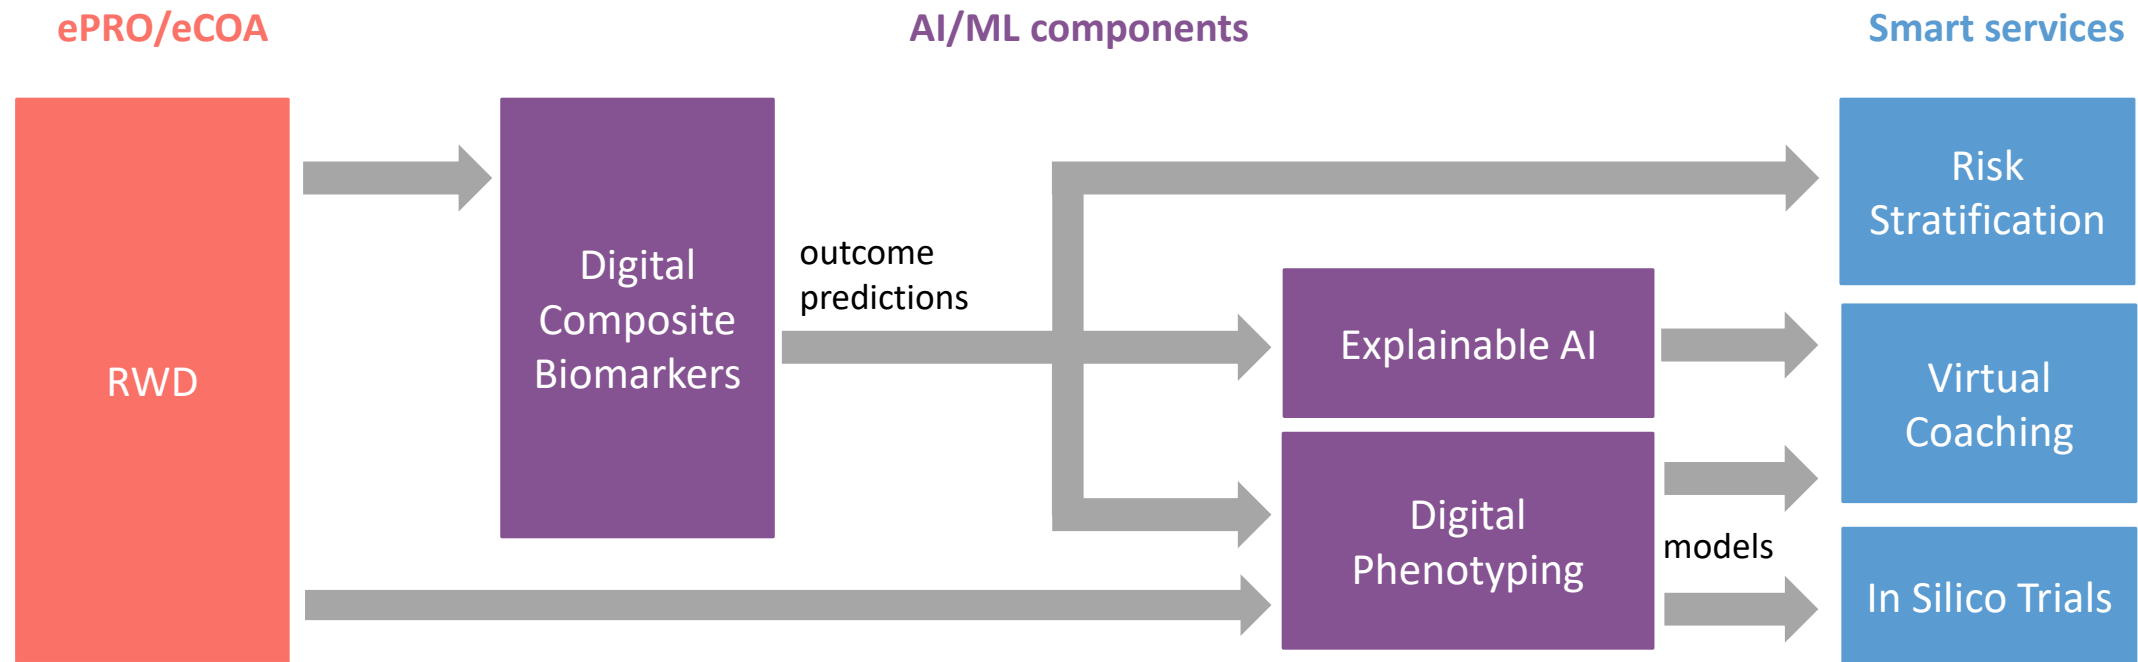 ePRO/eCOA
AI/ML components
Smart services
RWD
Digital
Composite
Biomarkers
outcome
predictions
Explainable AI
Digital
Phenotyping
models
Risk
Stratification
Virtual
Coaching
In Silico Trials